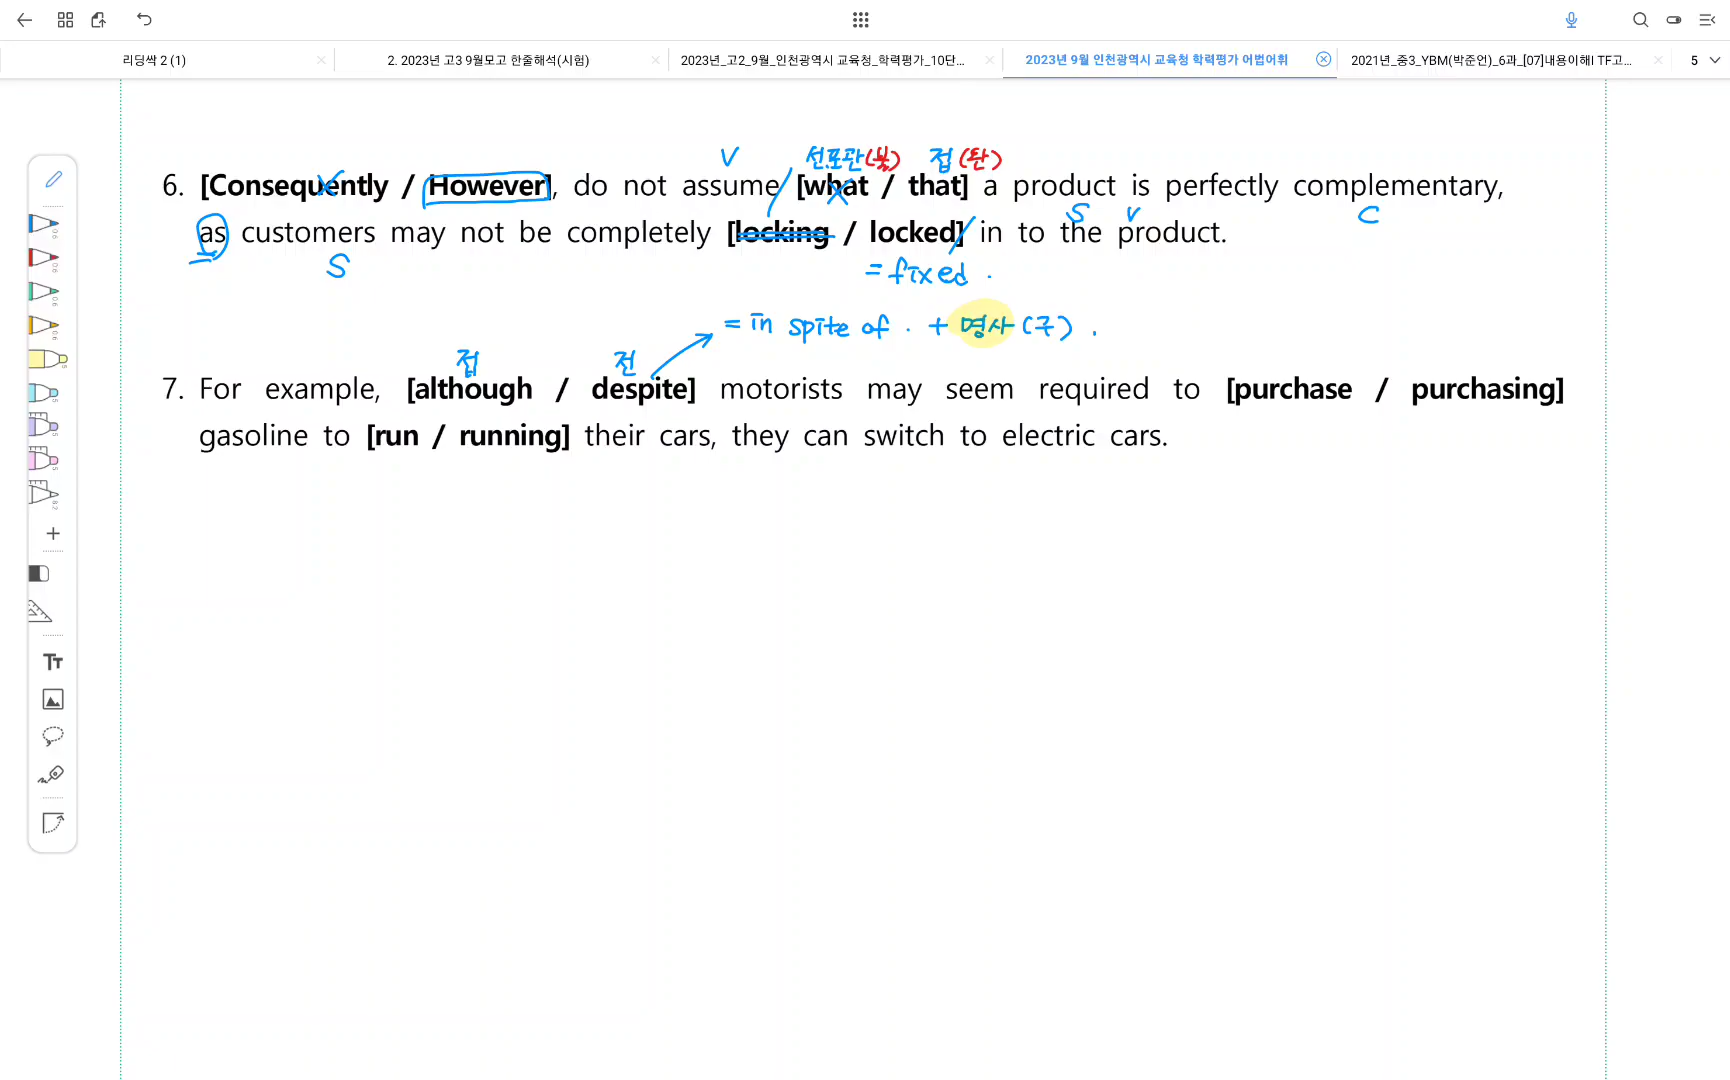 리딩싹 2 (1)
2. 2023년 고3 9월모고 한줄해석(시험)
2023년_고2_9월_인천광역시 교육청_학력평가_10단...
2023년 9월 인천광역시 교육청 학력평가 어법어휘
2021년_중3_YBM(박준언)_6과_[07]내용이해I TF고...
5
V 선포관(불) 접(완)
6. [Consequently / However], do not assume [what / that] a product is perfectly complementary,
S V C
as customers may not be completely [locking / locked] in to the product.
S
= fixed .
= in spite of . + 명사(구) .
접 전
7. For example, [although / despite] motorists may seem required to [purchase / purchasing]
gasoline to [run / running] their cars, they can switch to electric cars.
TT